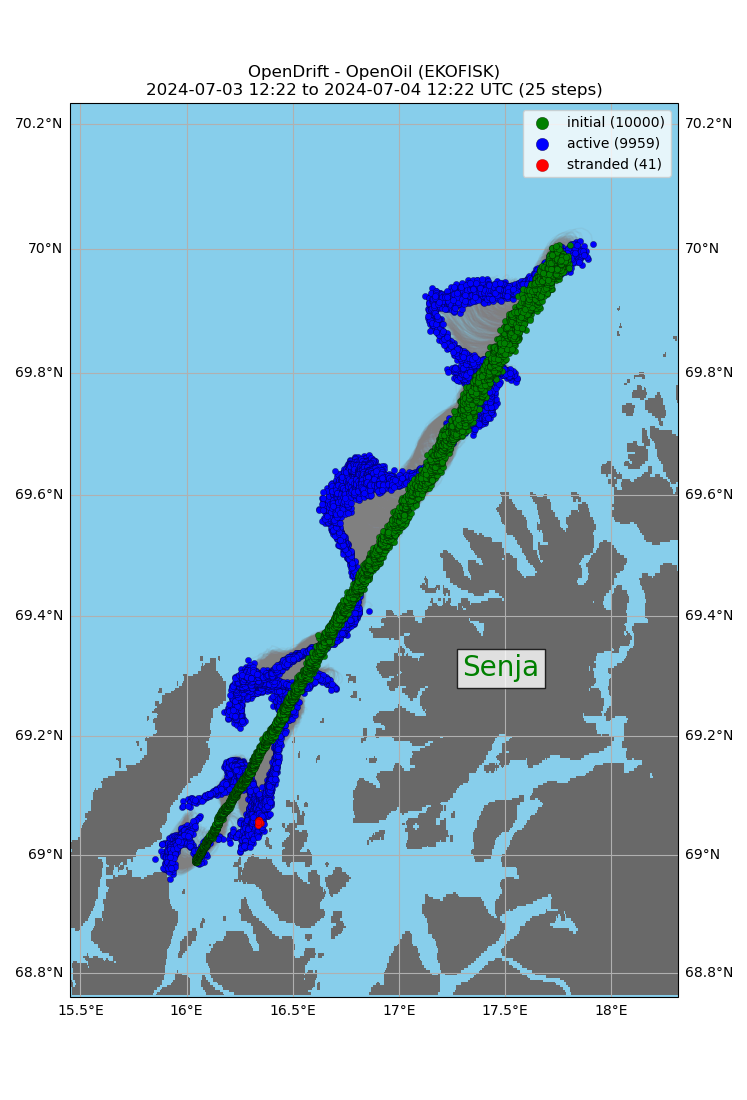 OpenDrift - OpenOil (EKOFISK)
2024-07-03 12:22 to 2024-07-04 12:22 UTC (25 steps)
initial (10000)
active (9959)
stranded (41)
70.2°N 70.2°N
70°N 70°N
69.8°N 69.8°N
69.6°N 69.6°N
69.4°N 69.4°N
Senja
69.2°N 69.2°N
69°N 69°N
68.8°N 68.8°N
15.5°E 16°E 16.5°E 17°E 17.5°E 18°E